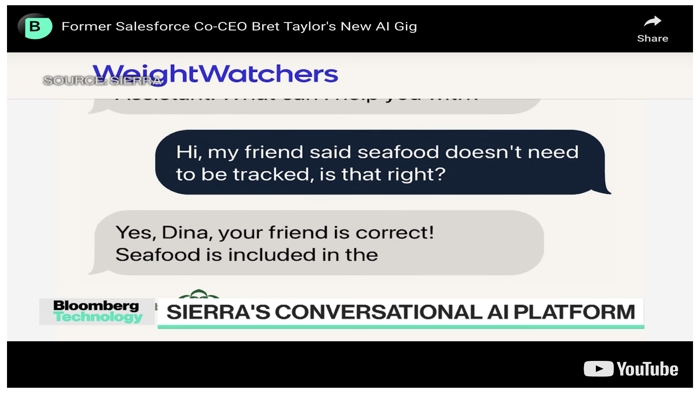 B
Former Salesforce Co-CEO Bret Taylor's New AI Gig
Share
WeightWatchers
SOURCE: SIERRA
Assistant. What can I help you with?
Hi, my friend said seafood doesn't need
to be tracked, is that right?
Yes, Dina, your friend is correct!
Seafood is included in the
Bloomberg
Technology
SIERRA'S CONVERSATIONAL AI PLATFORM
YouTube